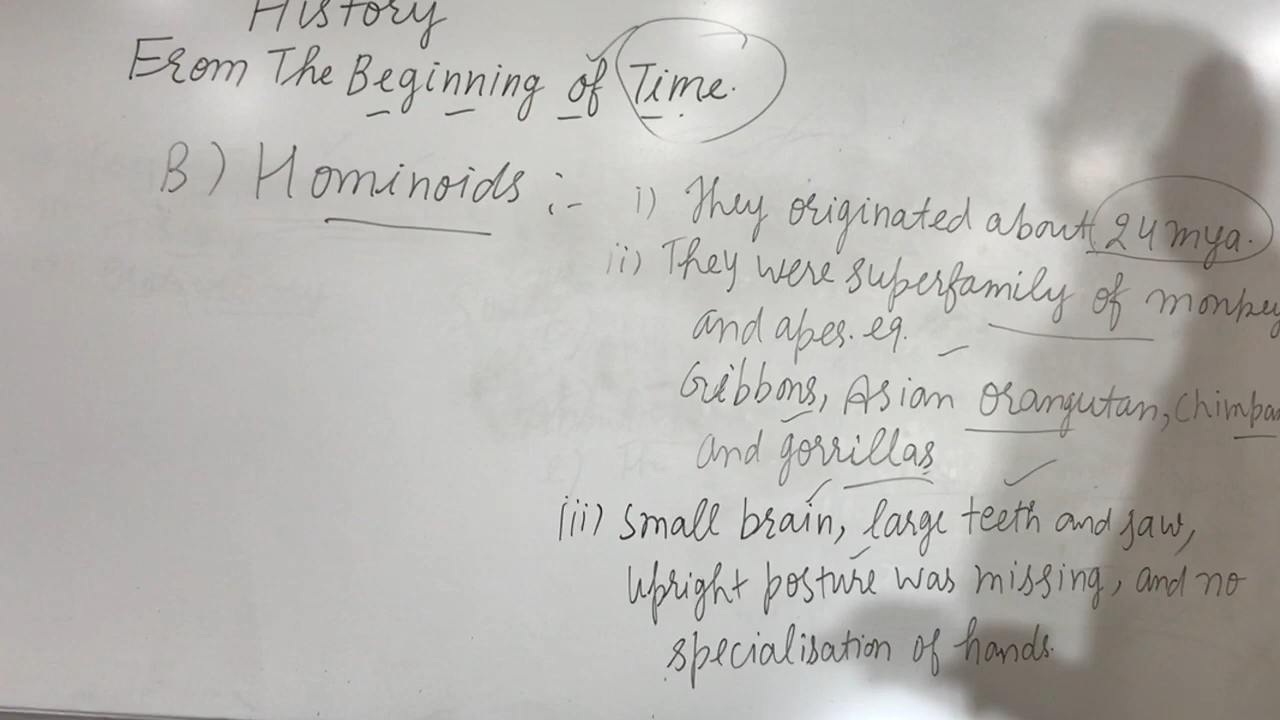 History
From The Beginning of Time.
B) Hominoids :- i) They originated about 24 mya.
ii) They were superfamily of monkey
and apes. eg.
Gibbons, Asian Orangutan, Chimpa
and gorrillas
iii) Small brain, large teeth and jaw,
Upright posture was missing, and no
specialisation of hands.